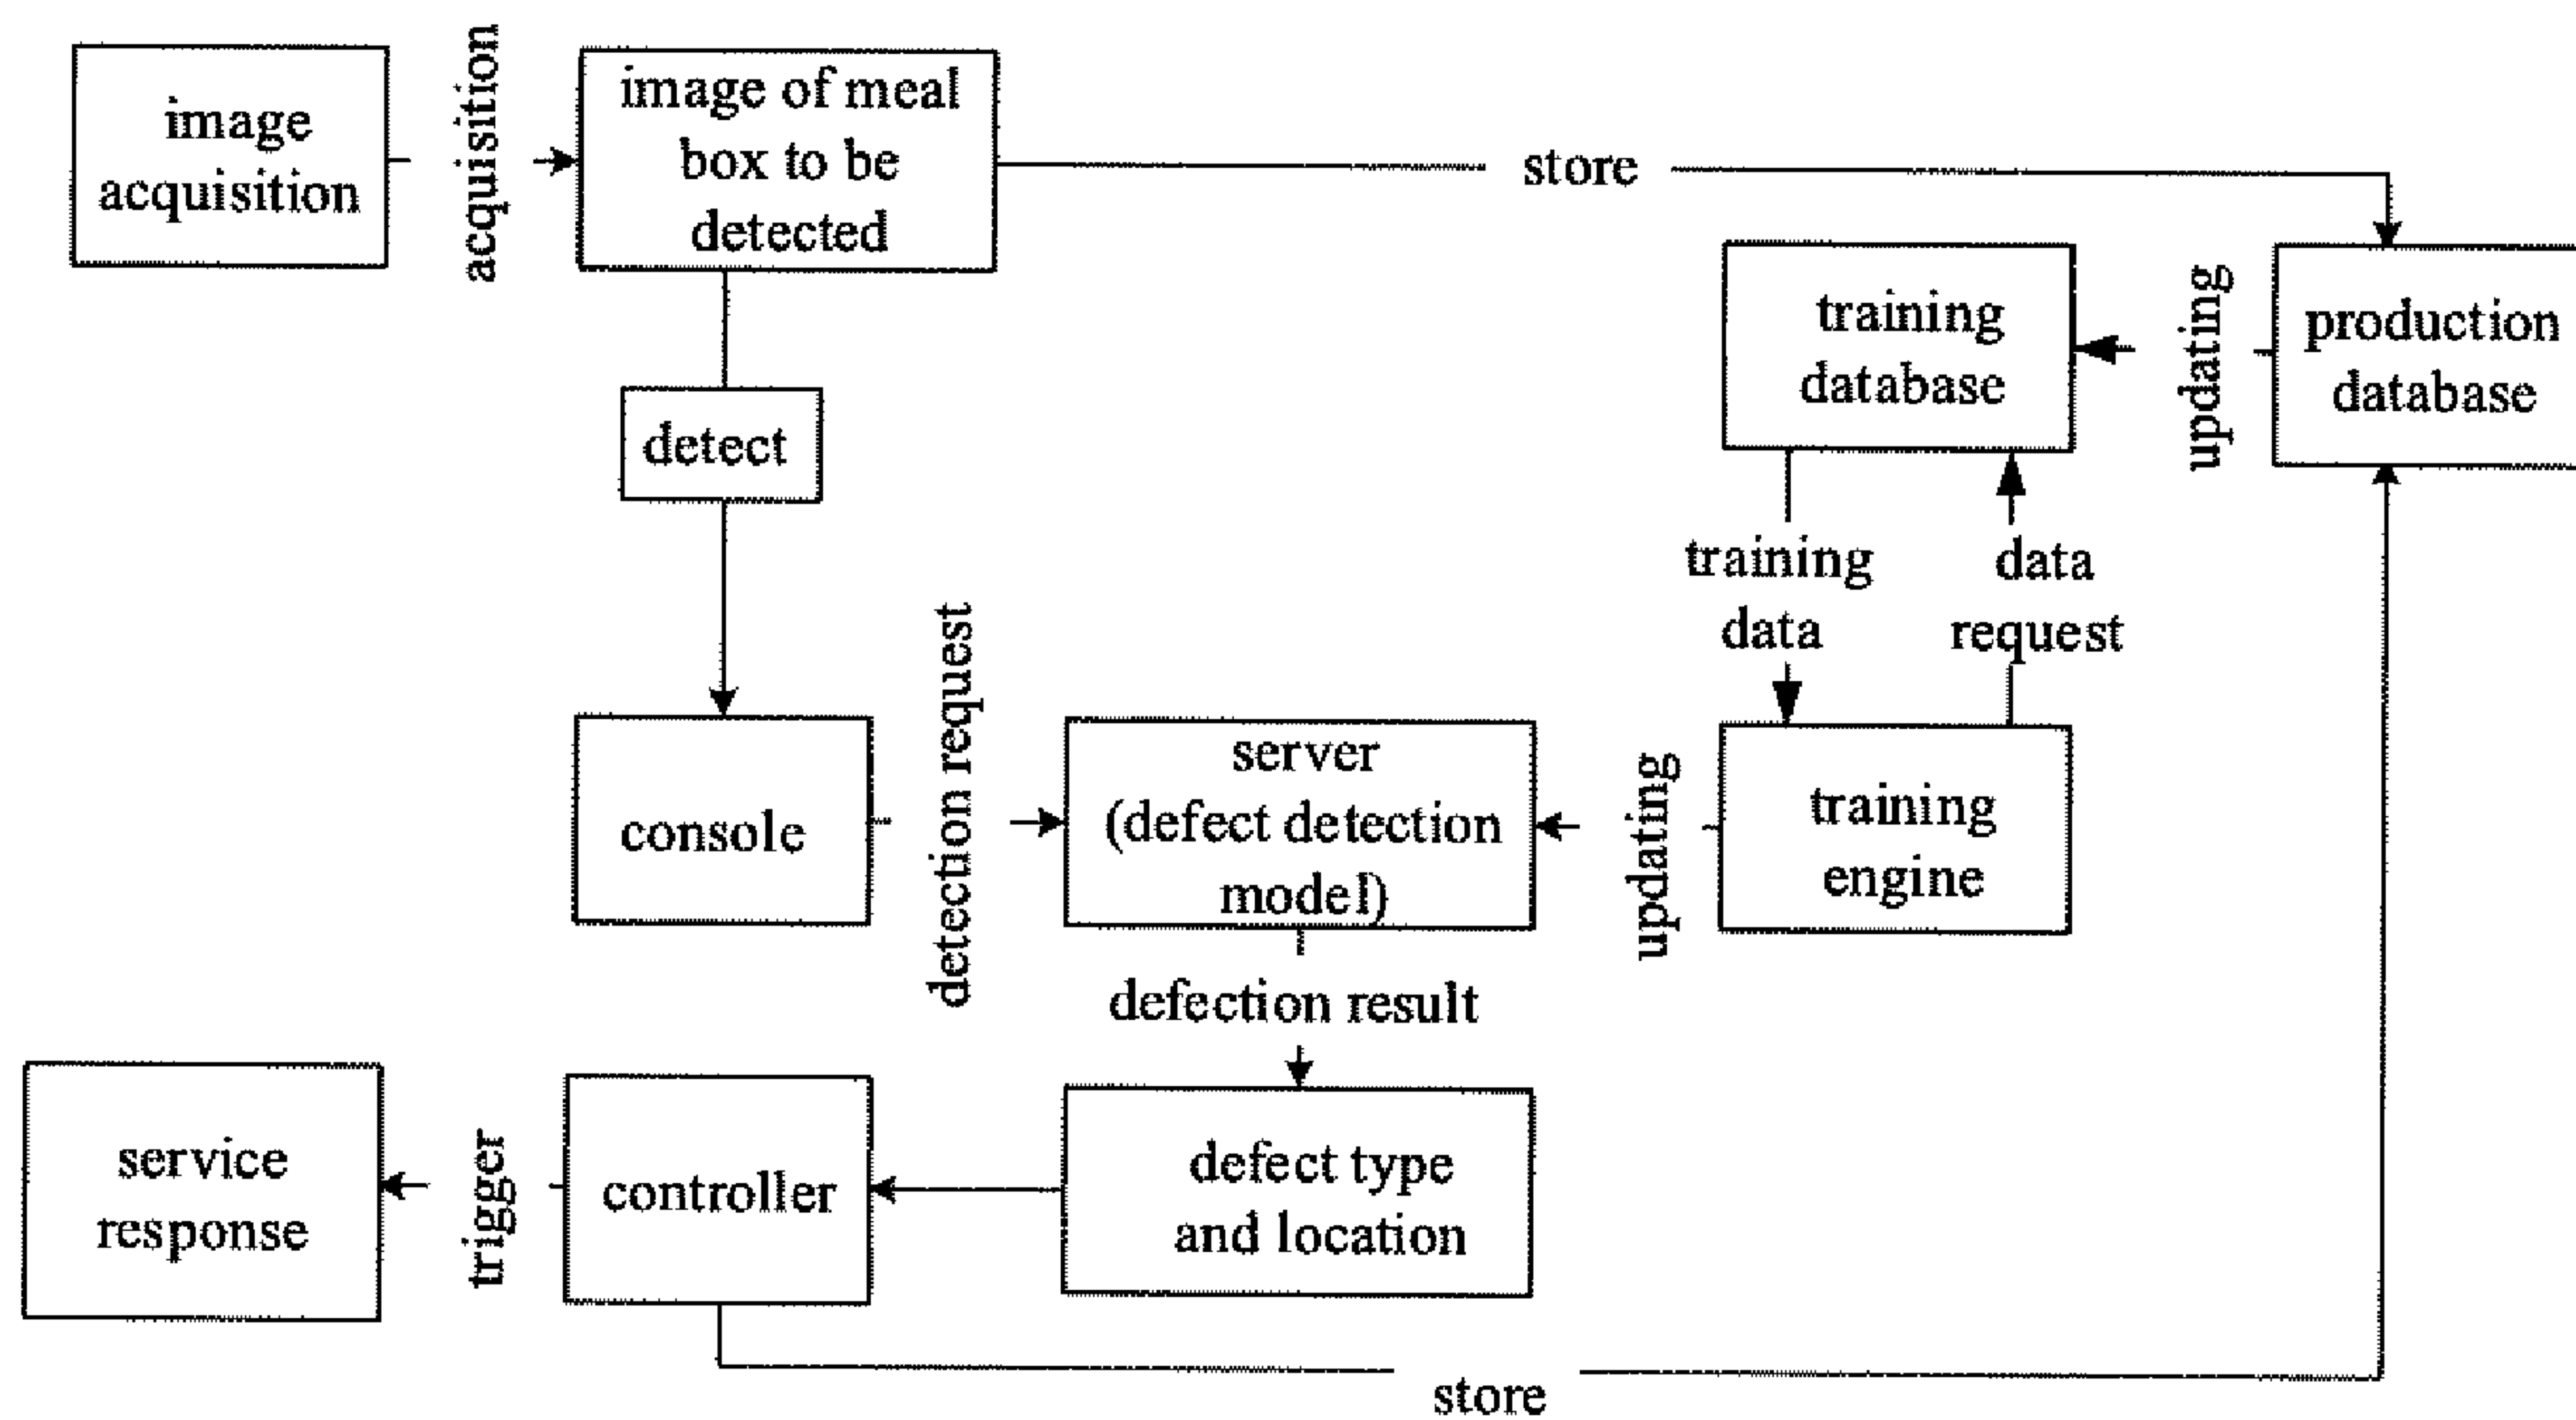 image
acquisition
acquisition
image of meal
box to be
detected
store
training
database
updating
production
database
detect
training
data
data
request
console
detection request
server
(defect detection
model)
updating
training
engine
defection result
service
response
trigger
controller
defect type
and location
store